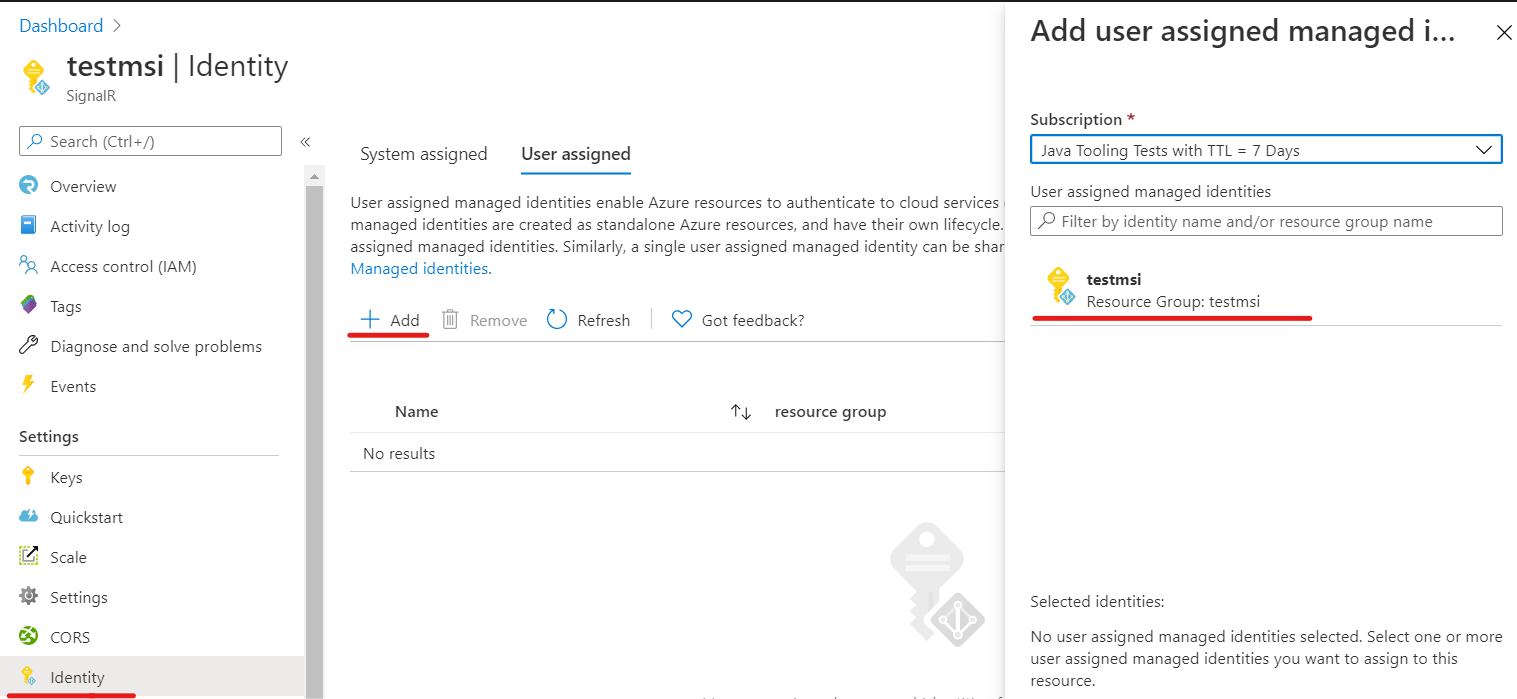 Dashboard >
testmsi | Identity
SignalR
Search (Ctrl+/)
«
Overview
Activity log
Access control (IAM)
Tags
Diagnose and solve problems
Events
Settings
Keys
Quickstart
Scale
Settings
CORS
Identity
System assigned User assigned
User assigned managed identities enable Azure resources to authenticate to cloud services
managed identities are created as standalone Azure resources, and have their own lifecycle.
assigned managed identities. Similarly, a single user assigned managed identity can be shar
Managed identities.
Add Remove Refresh Got feedback?
Name resource group
No results
Add user assigned managed i...
Subscription *
Java Tooling Tests with TTL = 7 Days
User assigned managed identities
Filter by identity name and/or resource group name
testmsi
Resource Group: testmsi
Selected identities:
No user assigned managed identities selected. Select one or more
user assigned managed identities you want to assign to this
resource.